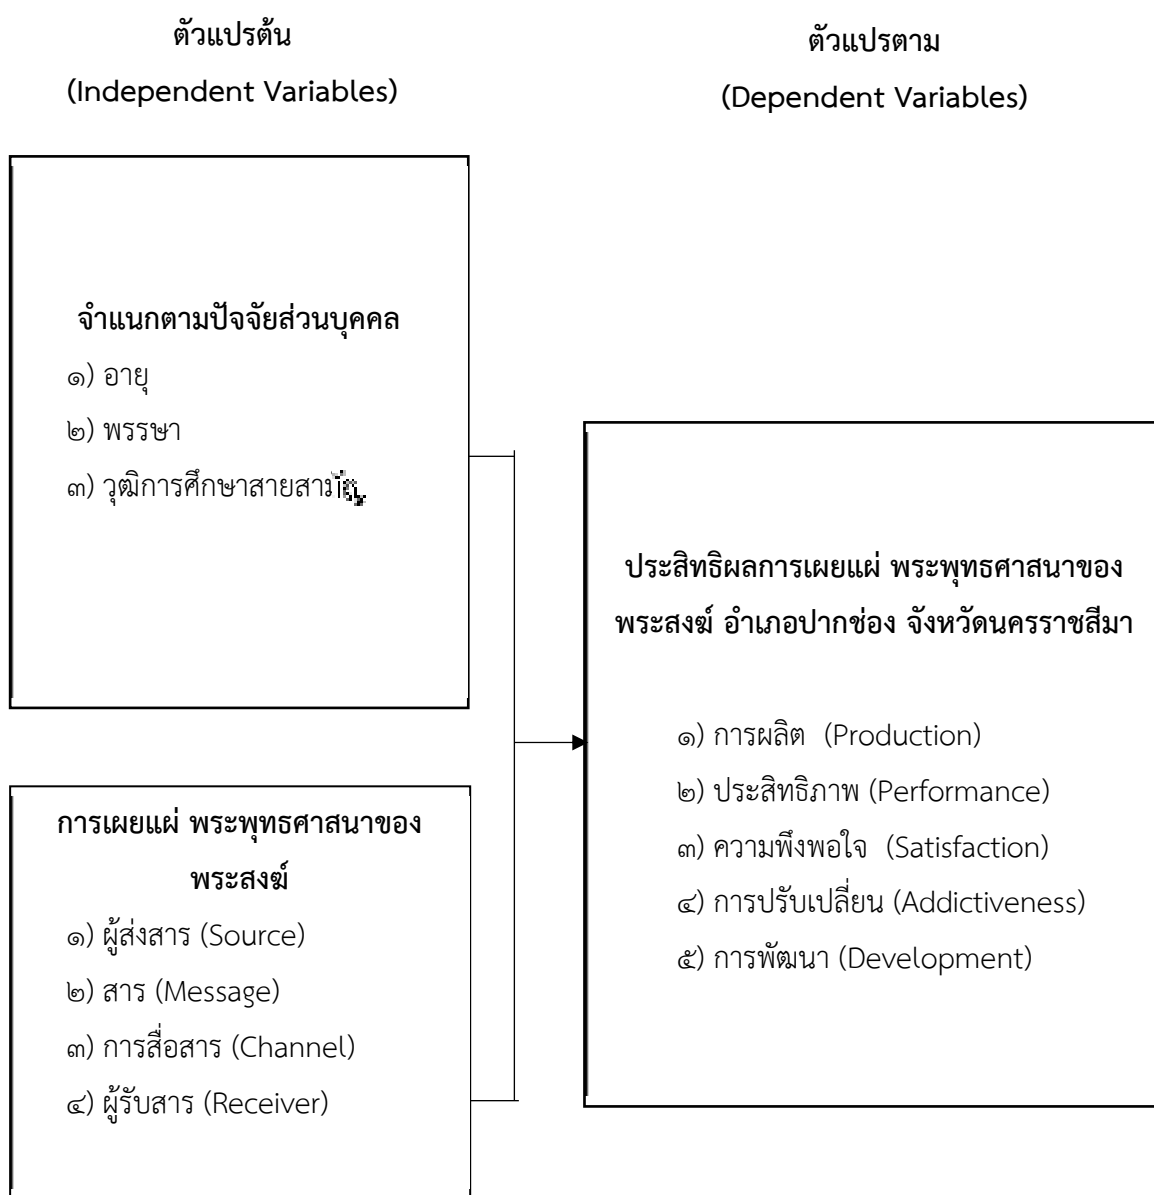 ตัวแปรต้น
(Independent Variables)
ตัวแปรตาม
(Dependent Variables)
จำแนกตามปัจจัยส่วนบุคคล
๑) อายุ
๒) พรรษา
๓) วุฒิการศึกษาสาย
การเผยแผ่ พระพุทธศาสนาของ
พระสงฆ์
๑) ผู้ส่งสาร (Source)
๒) สาร (Message)
๓) การสื่อสาร (Channel)
๔) ผู้รับสาร (Receiver)
ประสิทธิผลการเผยแผ่ พระพุทธศาสนาของ
พระสงฆ์ อำเภอปากช่อง จังหวัดนครราชสีมา
๑) การผลิต (Production)
๒) ประสิทธิภาพ (Performance)
๓) ความพึงพอใจ (Satisfaction)
๔) การปรับเปลี่ยน (Addictiveness)
๕) การพัฒนา (Development)